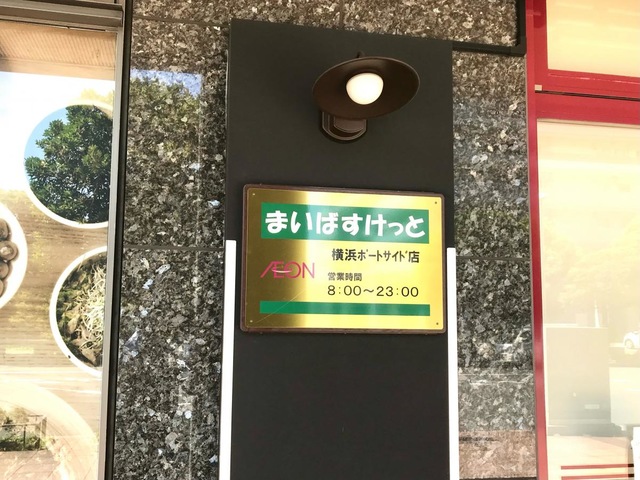 まいばすけっと
横浜ポートサイド店
ÆON
営業時間
8:00〜23:00